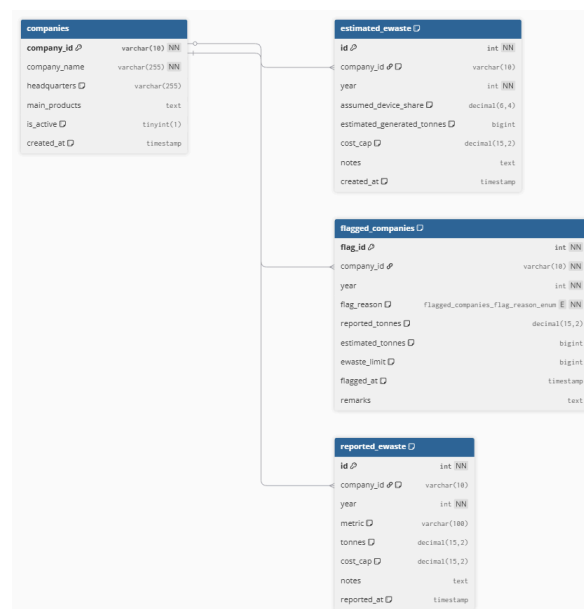 companies
company_id varchar(10) NN
company_name varchar(255) NN
headquarters varchar(255)
main_products text
is_active tinyint(1)
created_at timestamp
estimated_ewaste
id int NN
company_id varchar(10)
year int NN
assumed_device_share decimal(6,4)
estimated_generated_tonnes bigint
cost_cap decimal(15,2)
notes text
created_at timestamp
flagged_companies
flag_id int NN
company_id varchar(10) NN
year int NN
flag_reason flagged_companies_flag_reason_enum E NN
reported_tonnes decimal(15,2)
estimated_tonnes bigint
ewaste_limit bigint
flagged_at timestamp
remarks text
reported_ewaste
id int NN
company_id varchar(10)
year int NN
metric varchar(100)
tonnes decimal(15,2)
cost_cap decimal(15,2)
notes text
reported_at timestamp